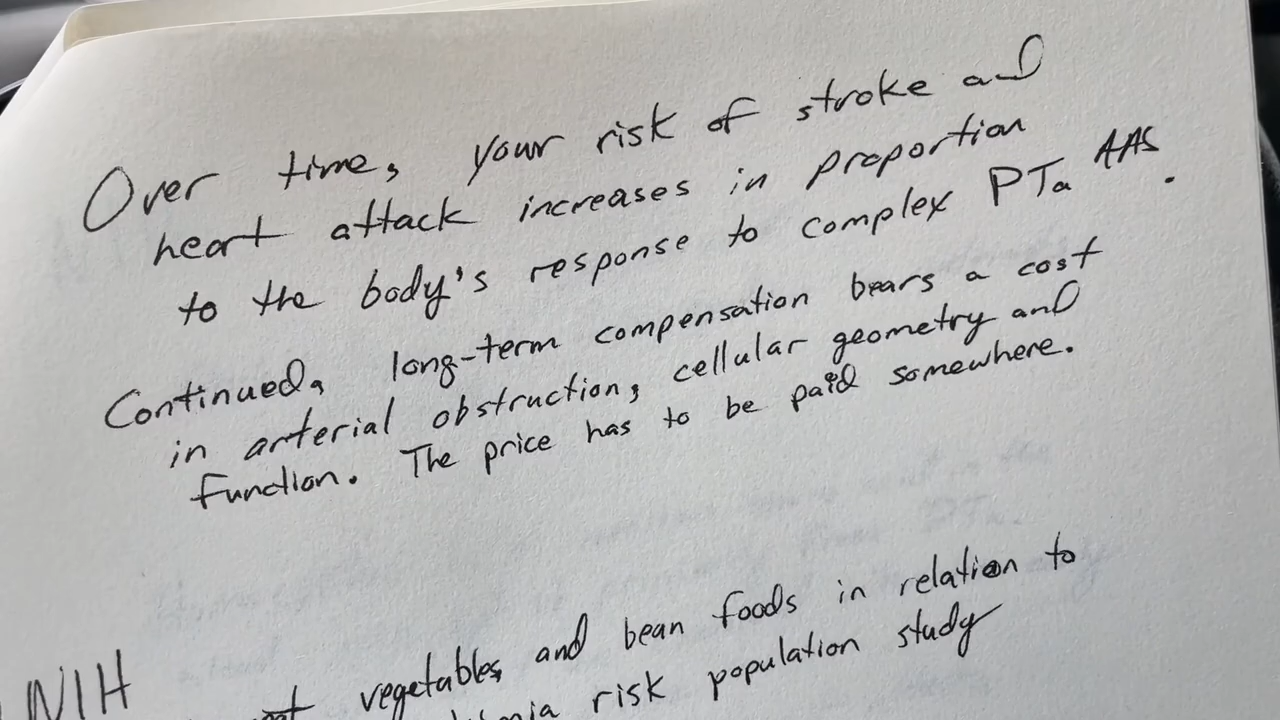 Over time, your risk of stroke and
heart attack increases in proportion
to the body's response to complex PTa AAs.
Continued, long-term compensation bears a cost
in arterial obstruction, cellular geometry and
function. The price has to be paid somewhere.
NIH
vegetables, and bean foods in relation to
risk population study